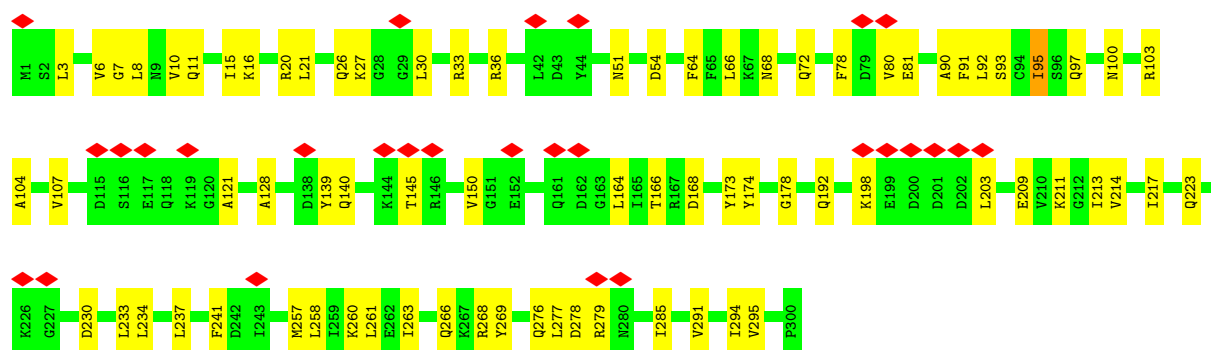 M1 S2 L3 V6 G7 L8 N9 V10 Q11 I15 K16 R20 L21 Q26 K27 G28 G29 L30 R33 R36 L42 D43 Y44 N51 D54 F64 F65 L66 K67 N68 Q72 F78 D79 V80 E81 A90 F91 L92 S93 C94 I95 S96 Q97 N100 R103
A104 V107 D115 S116 E117 Q118 K119 G120 A121 A128 D138 Y139 Q140 K144 T145 R146 V150 G151 E152 Q161 D162 G163 L164 I165 T166 R167 D168 Y173 Y174 G178 Q192 K198 E199 D200 D201 D202 L203 E209 V210 K211 G212 I213 V214 I217 Q223
K226 G227 D230 L233 L234 L237 F241 D242 I243 M257 L258 I259 K260 L261 E262 I263 Q266 K267 R268 Y269 Q276 L277 D278 R279 N280 I285 V291 I294 V295 P300